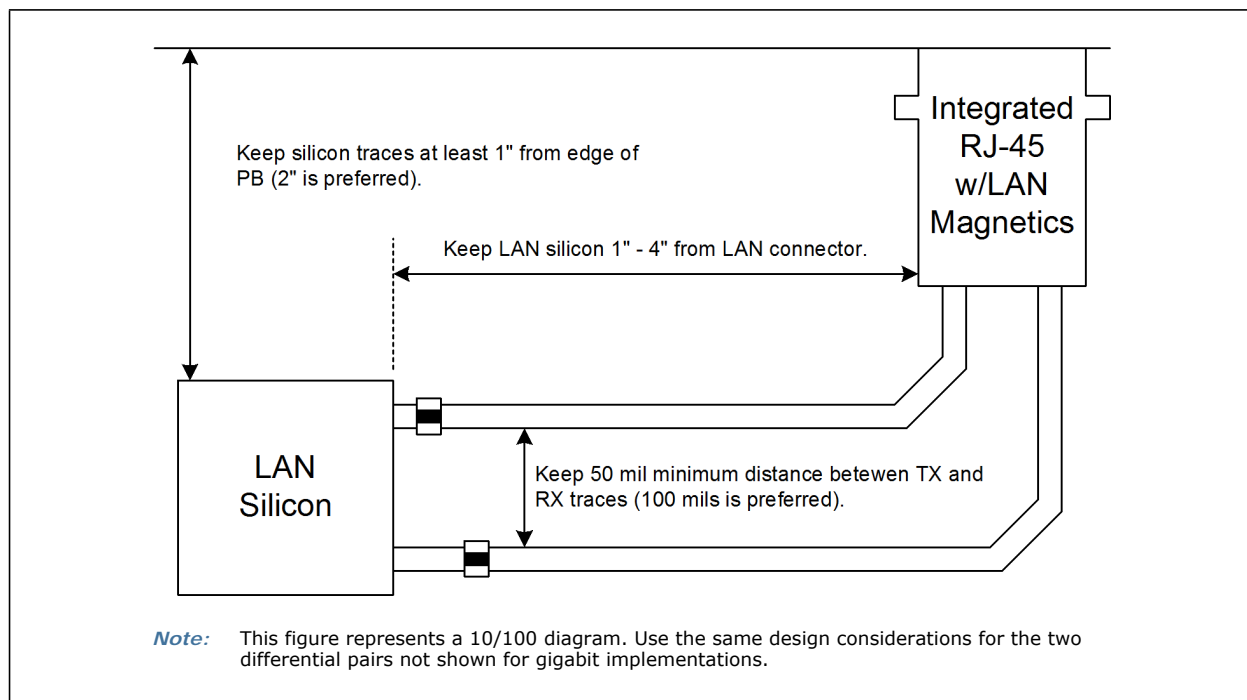 Keep silicon traces at least 1" from edge of
PB (2" is preferred).
Integrated
RJ-45
w/LAN
Magnetics
Keep LAN silicon 1" - 4" from LAN connector.
LAN
Silicon
Keep 50 mil minimum distance betewen TX and
RX traces (100 mils is preferred).
Note: This figure represents a 10/100 diagram. Use the same design considerations for the two
differential pairs not shown for gigabit implementations.